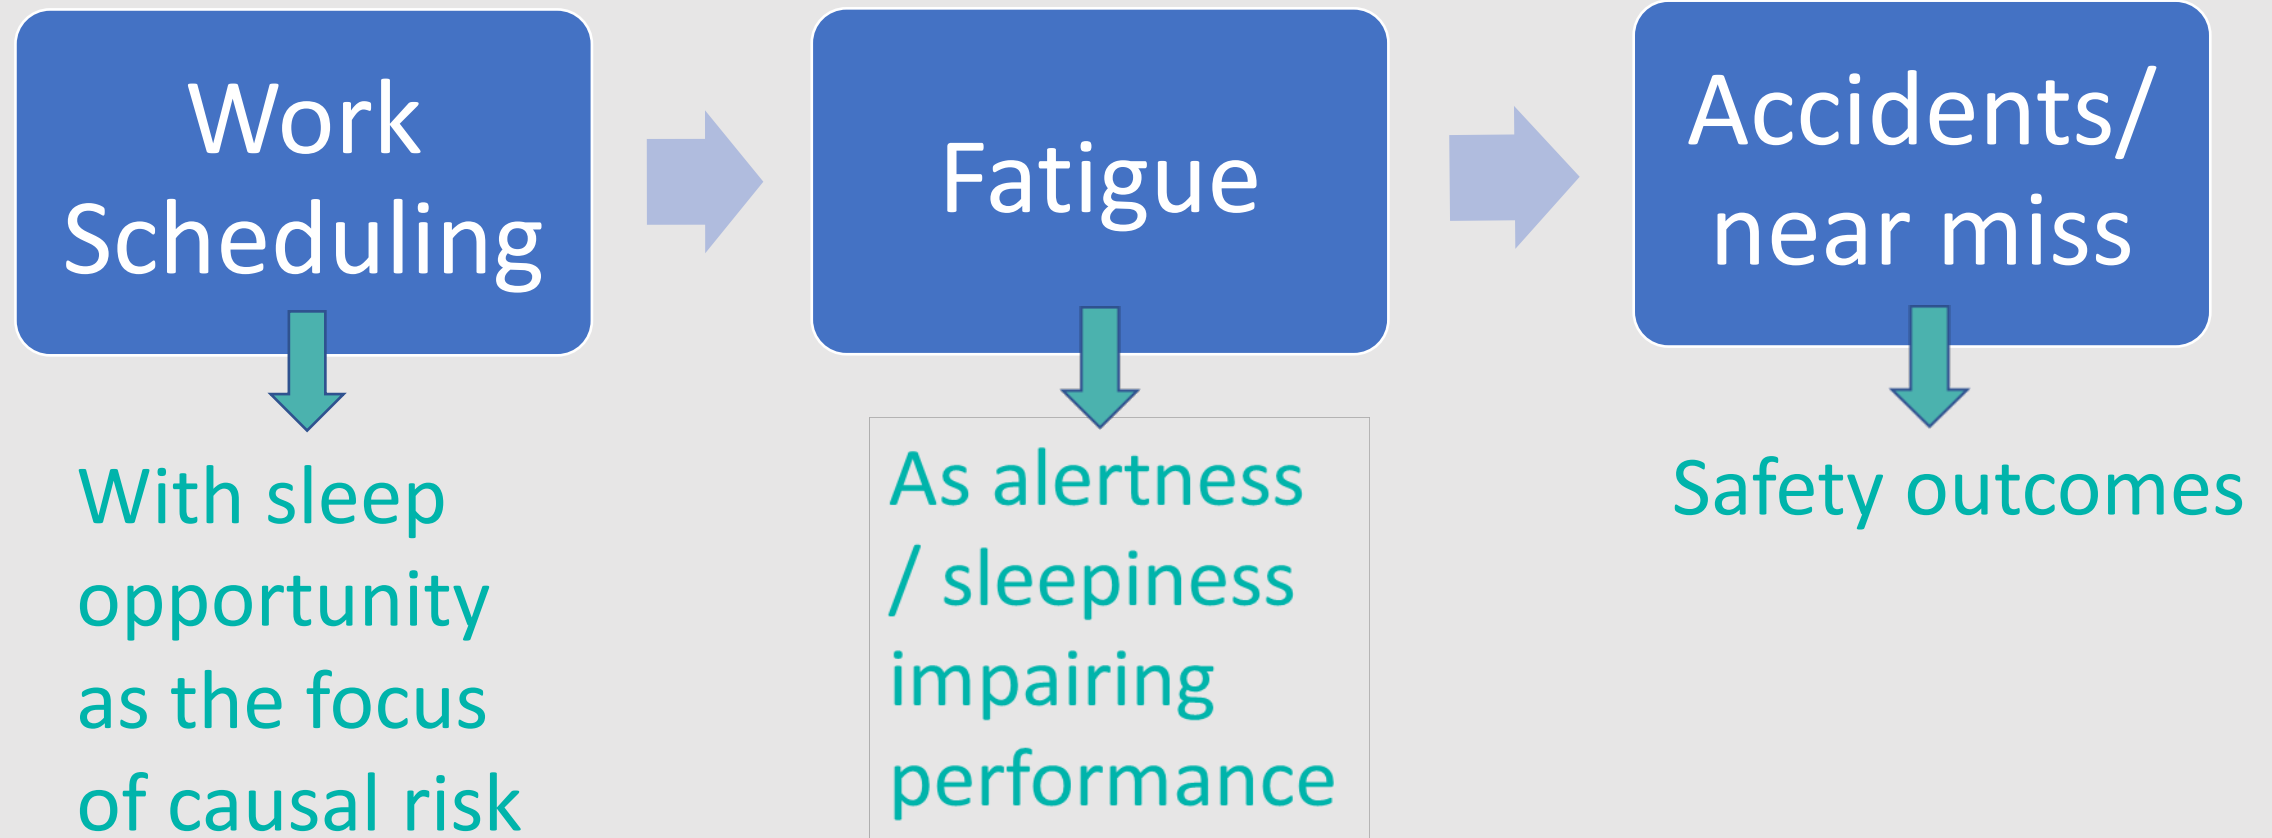 Work
Scheduling
With sleep
opportunity
as the focus
of causal risk
Fatigue
As alertness
/ sleepiness
impairing
performance
Accidents/
near miss
Safety outcomes